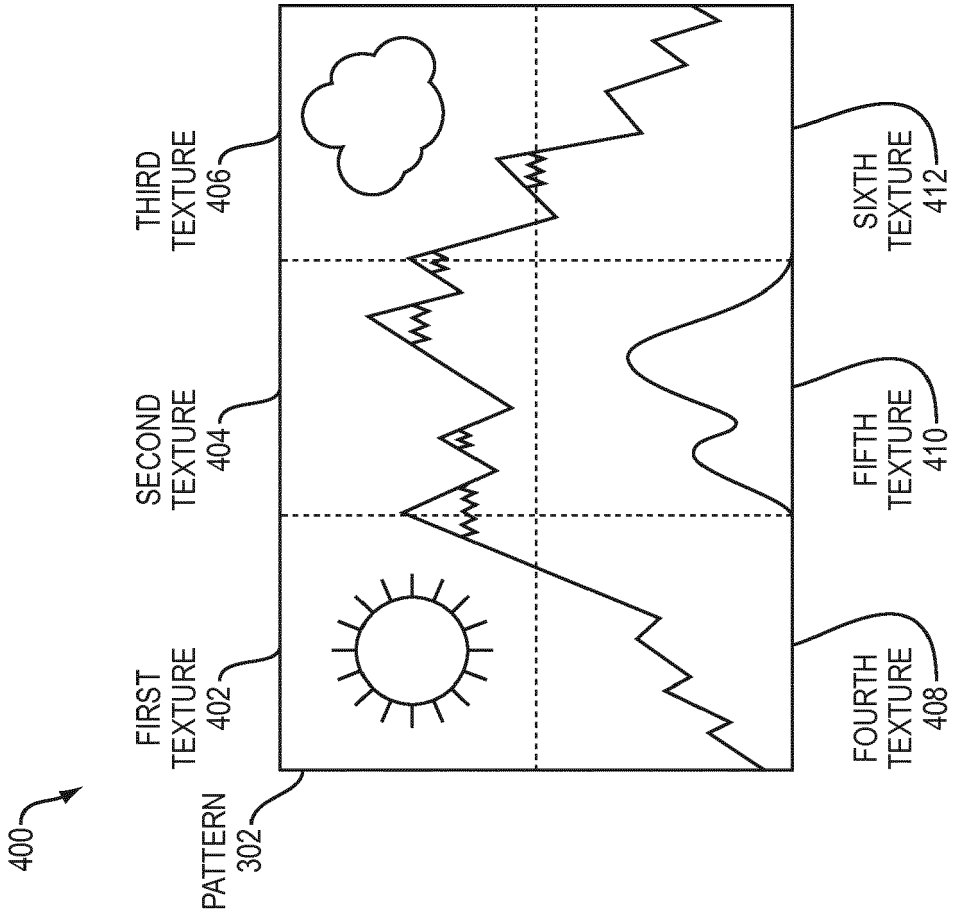 400
PATTERN
302
FIRST
TEXTURE
402
SECOND
TEXTURE
404
THIRD
TEXTURE
406
FOURTH
TEXTURE
408
FIFTH
TEXTURE
410
SIXTH
TEXTURE
412